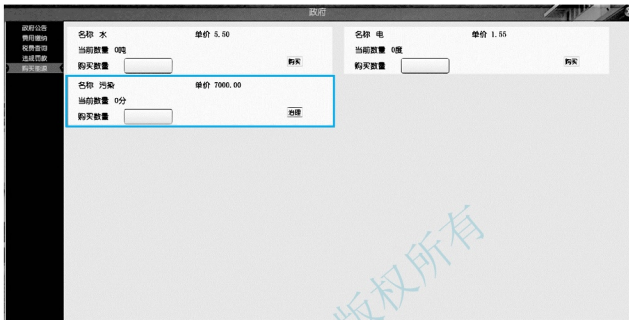 政府
政府公告
费用缴纳
税费查询
违规罚款
购买能源
名称 水 单价 5.50
当前数量 0吨
购买数量 购买
名称 电 单价 1.55
当前数量 0度
购买数量 购买
名称 污染 单价 7000.00
当前数量 0分
购买数量 治理
版权所有